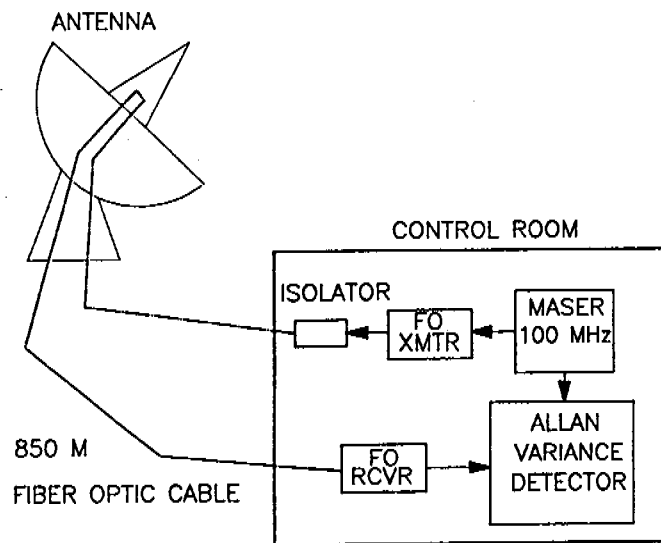 ANTENNA
CONTROL ROOM
ISOLATOR
FO
XMTR
MASER
100 MHz
ALLAN
VARIANCE
DETECTOR
FO
RCVR
850 M
FIBER OPTIC CABLE